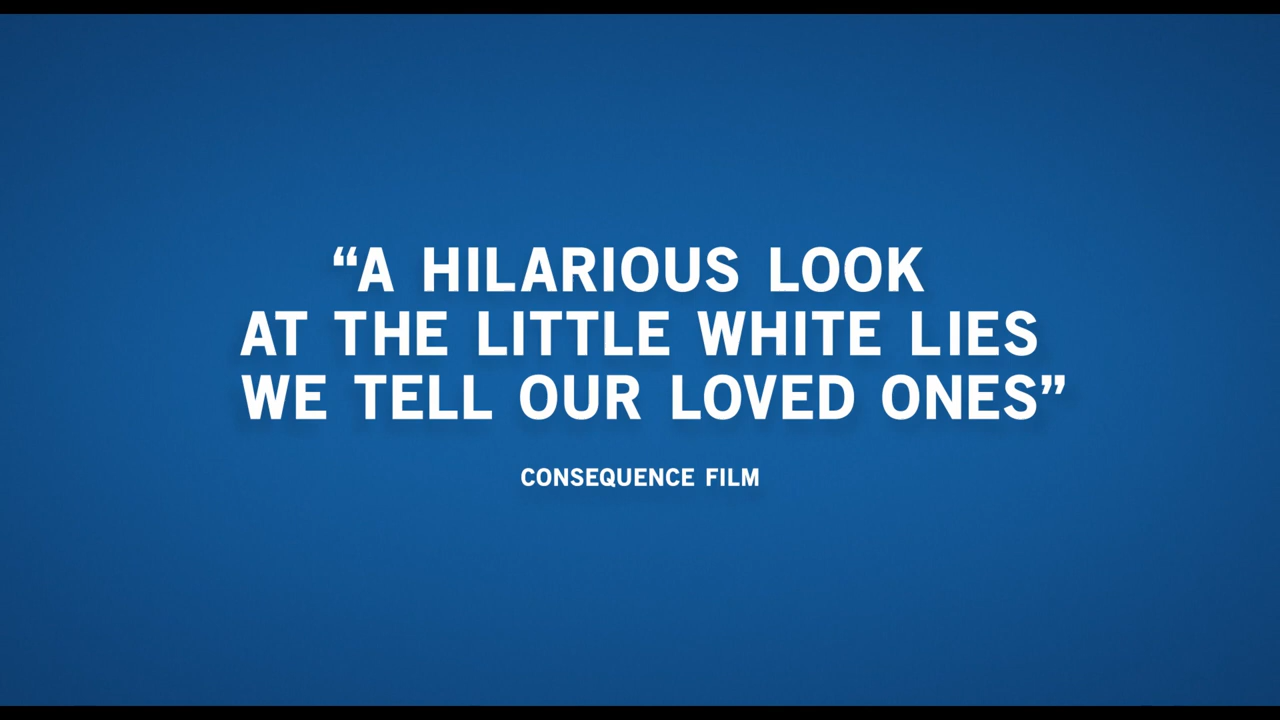 “A HILARIOUS LOOK
AT THE LITTLE WHITE LIES
WE TELL OUR LOVED ONES”
CONSEQUENCE FILM